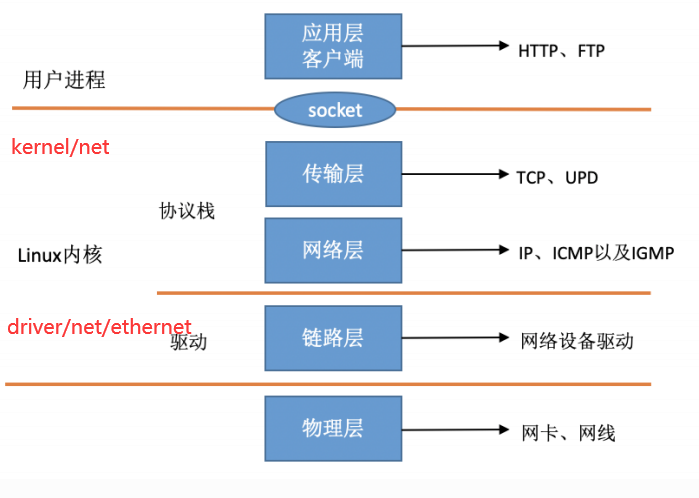 应用层
客户端
HTTP、FTP
用户进程
socket
kernel/net
传输层
TCP、UPD
协议栈
网络层
Linux内核
IP、ICMP以及IGMP
driver/net/ethernet
驱动
链路层
网络设备驱动
物理层
网卡、网线